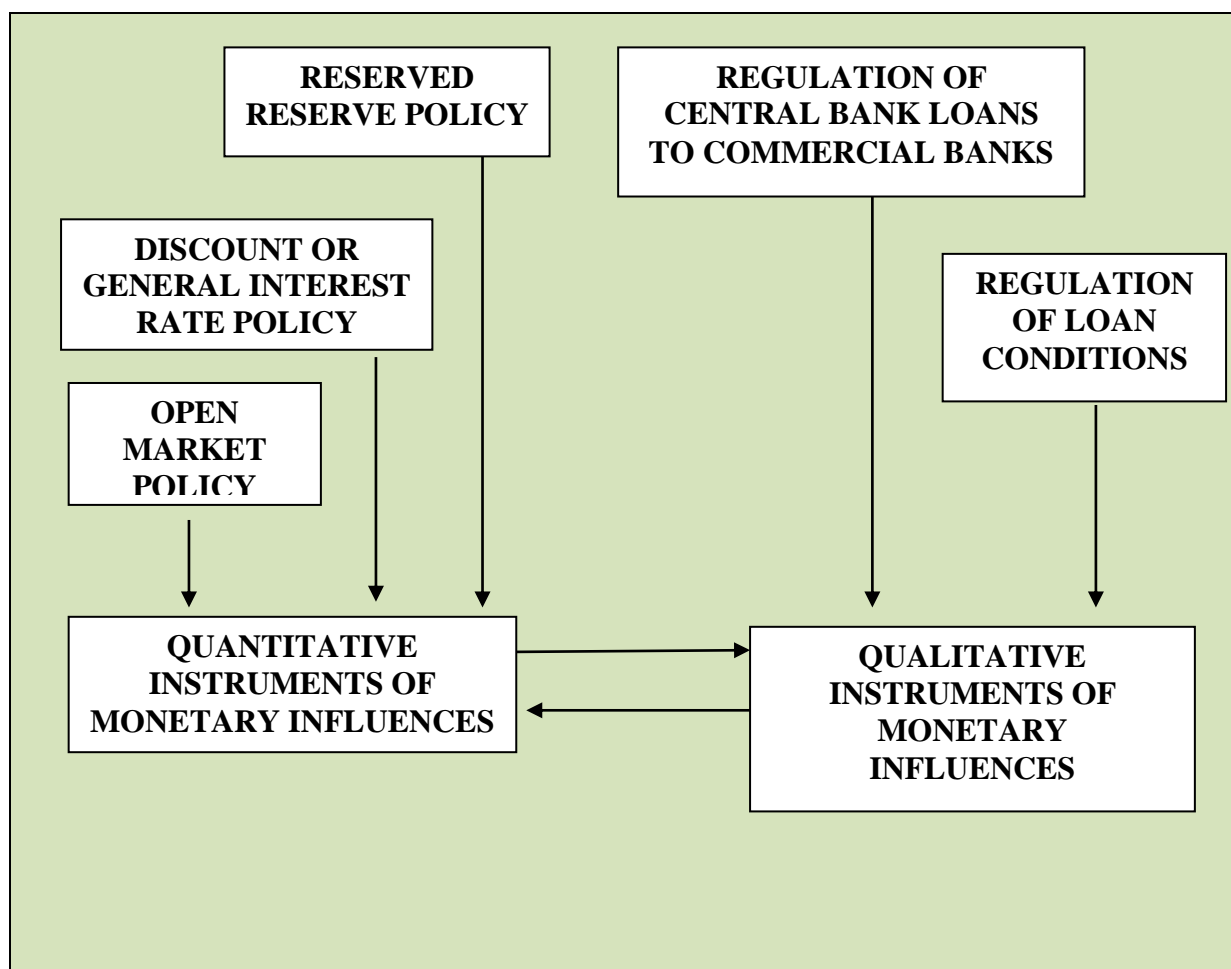 RESERVED
RESERVE POLICY
REGULATION OF
CENTRAL BANK LOANS
TO COMMERCIAL BANKS
DISCOUNT OR
GENERAL INTEREST
RATE POLICY
REGULATION
OF LOAN
CONDITIONS
OPEN
MARKET
POLICY
QUANTITATIVE
INSTRUMENTS OF
MONETARY INFLUENCES
QUALITATIVE
INSTRUMENTS OF
MONETARY
INFLUENCES